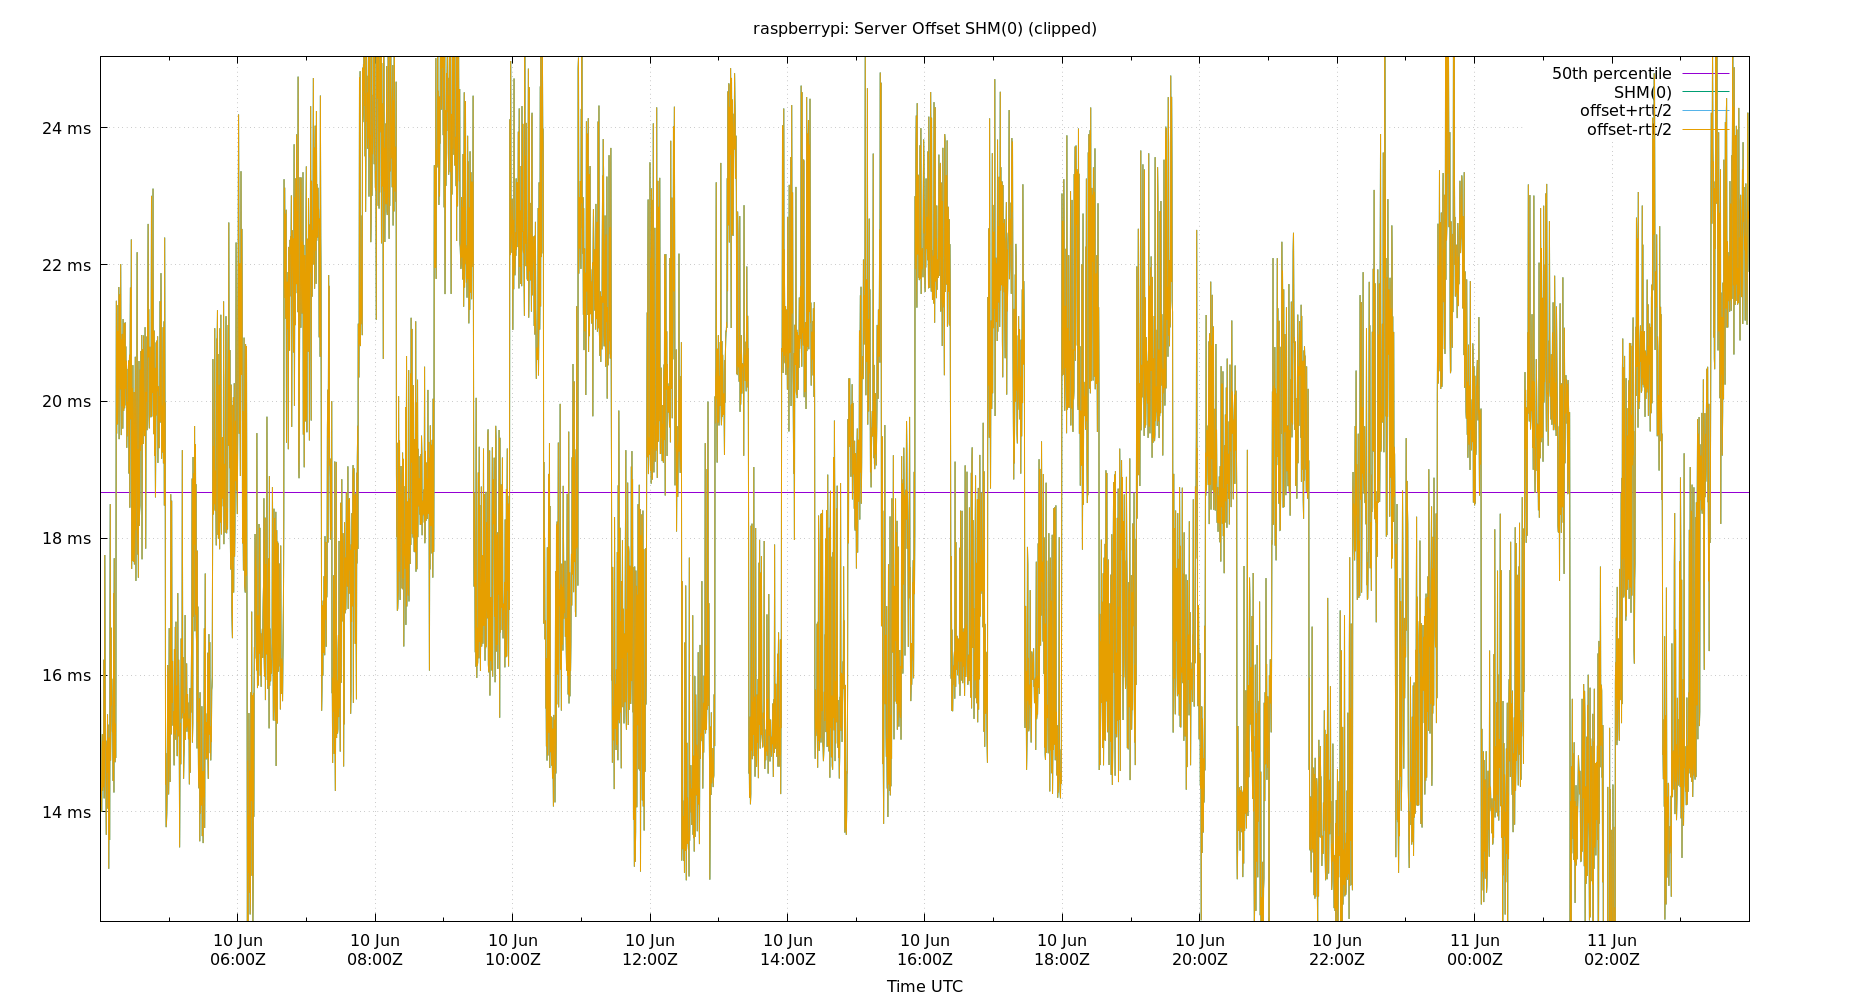 raspberrypi: Server Offset SHM(0) (clipped)
50th percentile
SHM(0)
offset+rtt/2
offset-rtt/2
24 ms
22 ms
20 ms
18 ms
16 ms
14 ms
10 Jun 10 Jun 10 Jun 10 Jun 10 Jun 10 Jun 10 Jun 10 Jun 10 Jun 11 Jun 11 Jun
06:00Z 08:00Z 10:00Z 12:00Z 14:00Z 16:00Z 18:00Z 20:00Z 22:00Z 00:00Z 02:00Z
Time UTC